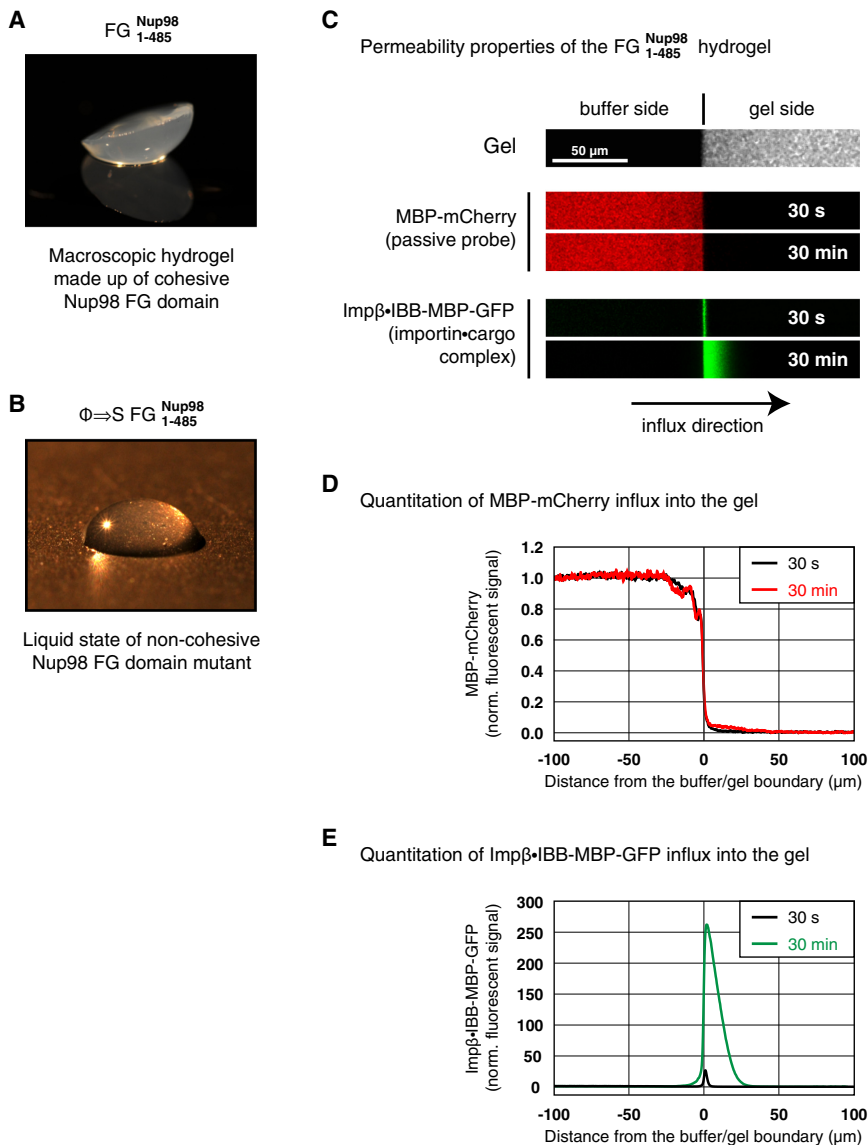 A
FG Nup98 1-485
Macroscopic hydrogel
made up of cohesive
Nup98 FG domain
B
Φ⇒S FG Nup98 1-485
Liquid state of non-cohesive
Nup98 FG domain mutant
C
Permeability properties of the FG Nup98 1-485 hydrogel
buffer side
gel side
Gel
50 µm
MBP-mCherry
(passive probe)
30 s
30 min
Impβ•IBB-MBP-GFP
(importin•cargo
complex)
30 s
30 min
influx direction
D
Quantitation of MBP-mCherry influx into the gel
MBP-mCherry
(norm. fluorescent signal)
1.2
1.0
0.8
0.6
0.4
0.2
0.0
30 s
30 min
-100 -50 0 50 100
Distance from the buffer/gel boundary (µm)
E
Quantitation of Impβ•IBB-MBP-GFP influx into the gel
Impβ•IBB-MBP-GFP
(norm. fluorescent signal)
300
250
200
150
100
50
0
30 s
30 min
-100 -50 0 50 100
Distance from the buffer/gel boundary (µm)